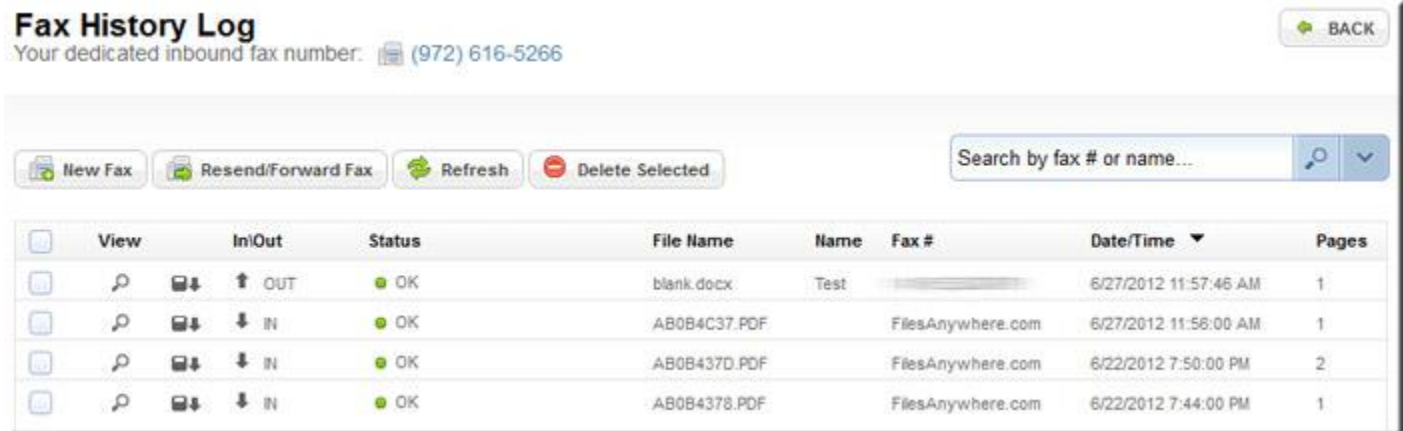 Fax History Log
BACK
Your dedicated inbound fax number: (972) 616-5266
New Fax Resend/Forward Fax Refresh Delete Selected Search by fax # or name...
View In\Out Status File Name Name Fax # Date/Time Pages
OUT OK blank.docx Test 6/27/2012 11:57:46 AM 1
IN OK AB0B4C37.PDF FilesAnywhere.com 6/27/2012 11:56:00 AM 1
IN OK AB0B437D.PDF FilesAnywhere.com 6/22/2012 7:50:00 PM 2
IN OK AB0B4378.PDF FilesAnywhere.com 6/22/2012 7:44:00 PM 1